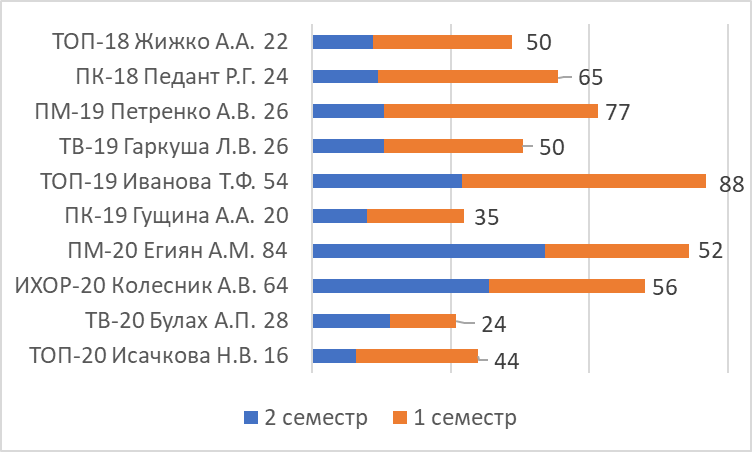 ТОП-18 Жижко А.А. 22 50
ПК-18 Педант Р.Г. 24 65
ПМ-19 Петренко А.В. 26 77
ТВ-19 Гаркуша Л.В. 26 50
ТОП-19 Иванова Т.Ф. 54 88
ПК-19 Гущина А.А. 20 35
ПМ-20 Егиян А.М. 84 52
ИХОР-20 Колесник А.В. 64 56
ТВ-20 Булах А.П. 28 24
ТОП-20 Исачкова Н.В. 16 44
2 семестр 1 семестр